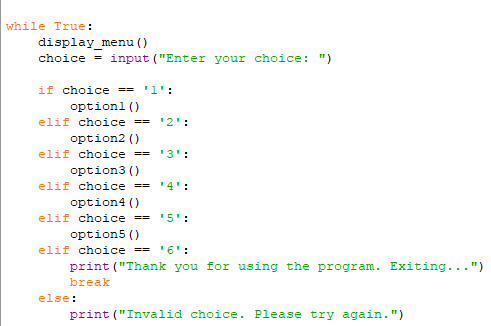 while True:
    display_menu()
    choice = input("Enter your choice: ")

    if choice == '1':
        option1()
    elif choice == '2':
        option2()
    elif choice == '3':
        option3()
    elif choice == '4':
        option4()
    elif choice == '5':
        option5()
    elif choice == '6':
        print("Thank you for using the program. Exiting...")
        break
    else:
        print("Invalid choice. Please try again.")